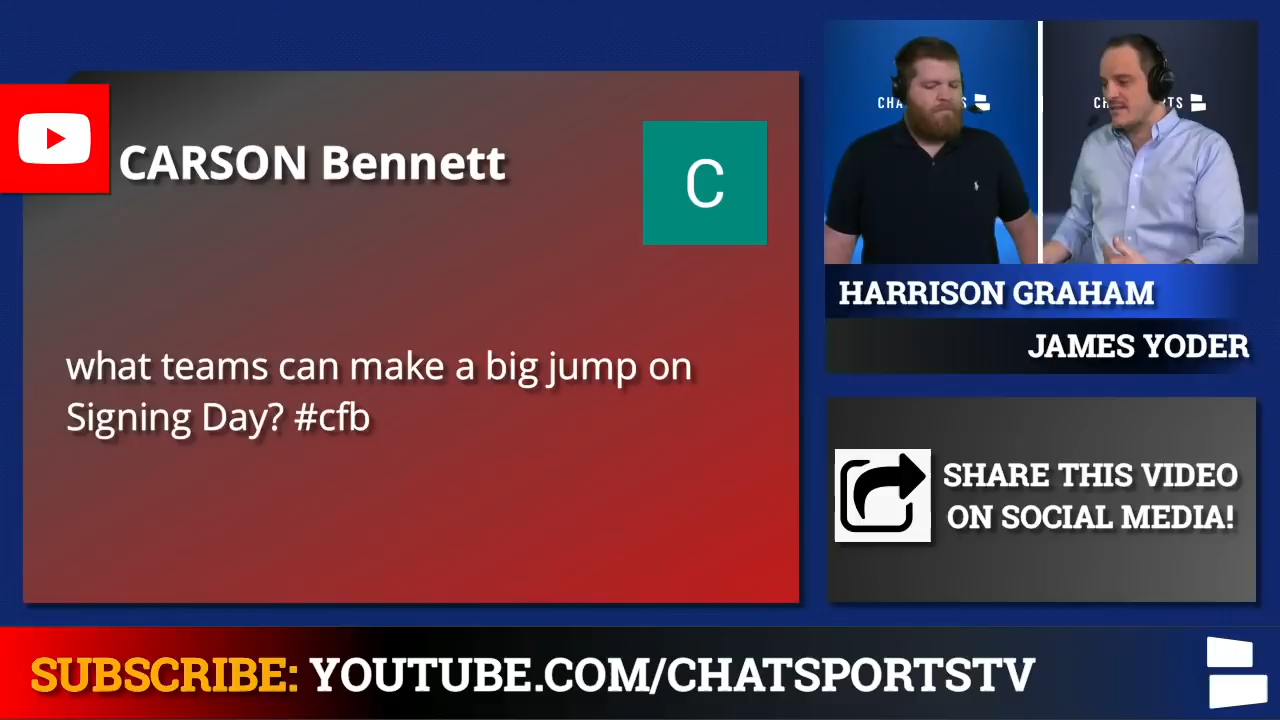 CARSON Bennett
C
what teams can make a big jump on
Signing Day? #cfb
HARRISON GRAHAM
JAMES YODER
SHARE THIS VIDEO
ON SOCIAL MEDIA!
SUBSCRIBE: YOUTUBE.COM/CHATSPORTSTV